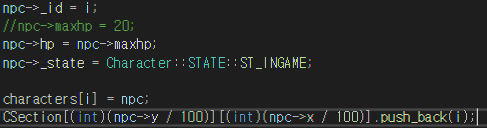 npc->_id = i;
//npc->maxhp = 20;
npc->hp = npc->maxhp;
npc->_state = Character::STATE::ST_INGAME;
characters[i] = npc;
CSection[(int)(npc->y / 100)][(int)(npc->x / 100)].push_back(i);